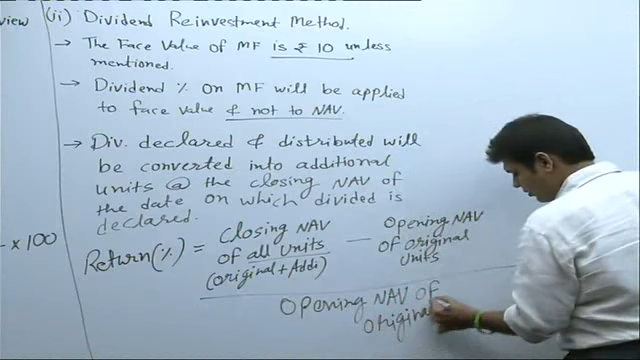 view
(ii) Dividend Reinvestment Method.
→ The Face Value of MF is ₹ 10 unless
mentioned.
→ Dividend % on MF will be applied
to face value & not to NAV.
→ Div. declared & distributed will
be converted into additional
units @ the closing NAV of
the date on which divided is
declared.
× 100
Return (%) = Closing NAV of all Units (original + Addi) — Opening NAV of original units
Opening NAV of
origina